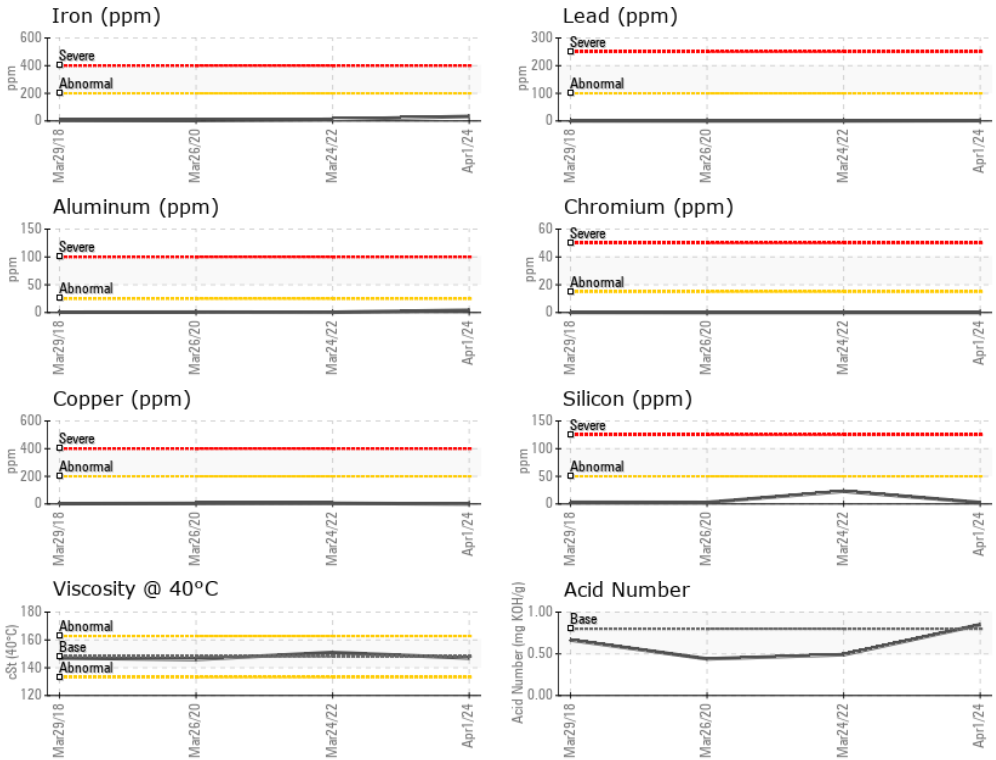 Iron (ppm)
600
400
200
0
ppm
Severe
Abnormal
Mar29/18
Mar26/20
Mar24/22
Apr1/24
Lead (ppm)
300
200
100
0
ppm
Severe
Abnormal
Mar29/18
Mar26/20
Mar24/22
Apr1/24
Aluminum (ppm)
150
100
50
0
ppm
Severe
Abnormal
Mar29/18
Mar26/20
Mar24/22
Apr1/24
Chromium (ppm)
60
40
20
0
ppm
Severe
Abnormal
Mar29/18
Mar26/20
Mar24/22
Apr1/24
Copper (ppm)
600
400
200
0
ppm
Severe
Abnormal
Mar29/18
Mar26/20
Mar24/22
Apr1/24
Silicon (ppm)
150
100
50
0
ppm
Severe
Abnormal
Mar29/18
Mar26/20
Mar24/22
Apr1/24
Viscosity @ 40°C
180
160
140
120
cSt (40°C)
Abnormal
Base
Abnormal
Mar29/18
Mar26/20
Mar24/22
Apr1/24
Acid Number
1.00
0.50
0.00
Acid Number (mg KOH/g)
Base
Mar29/18
Mar26/20
Mar24/22
Apr1/24